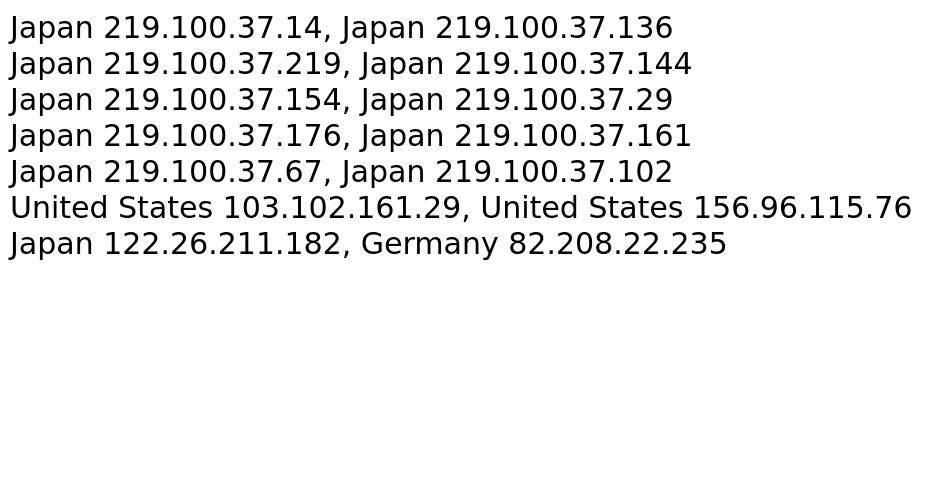 Japan 219.100.37.14, Japan 219.100.37.136
Japan 219.100.37.219, Japan 219.100.37.144
Japan 219.100.37.154, Japan 219.100.37.29
Japan 219.100.37.176, Japan 219.100.37.161
Japan 219.100.37.67, Japan 219.100.37.102
United States 103.102.161.29, United States 156.96.115.76
Japan 122.26.211.182, Germany 82.208.22.235